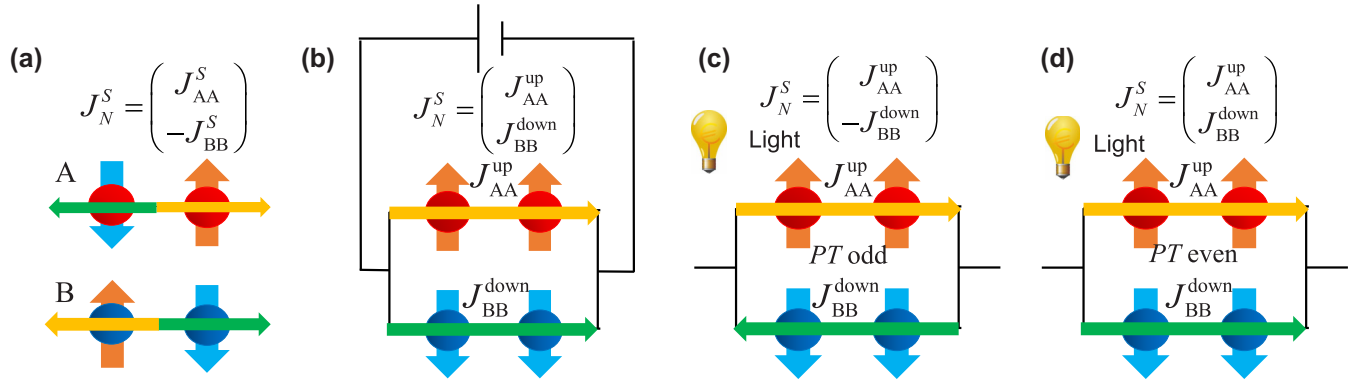 (a)
J_N^S = ( J_AA^S
-J_BB^S )
A
B
(b)
J_N^S = ( J_AA^up
J_BB^down )
J_AA^up
J_BB^down
(c)
J_N^S = ( J_AA^up
-J_BB^down )
Light
J_AA^up
PT odd
J_BB^down
(d)
J_N^S = ( J_AA^up
J_BB^down )
Light
J_AA^up
PT even
J_BB^down